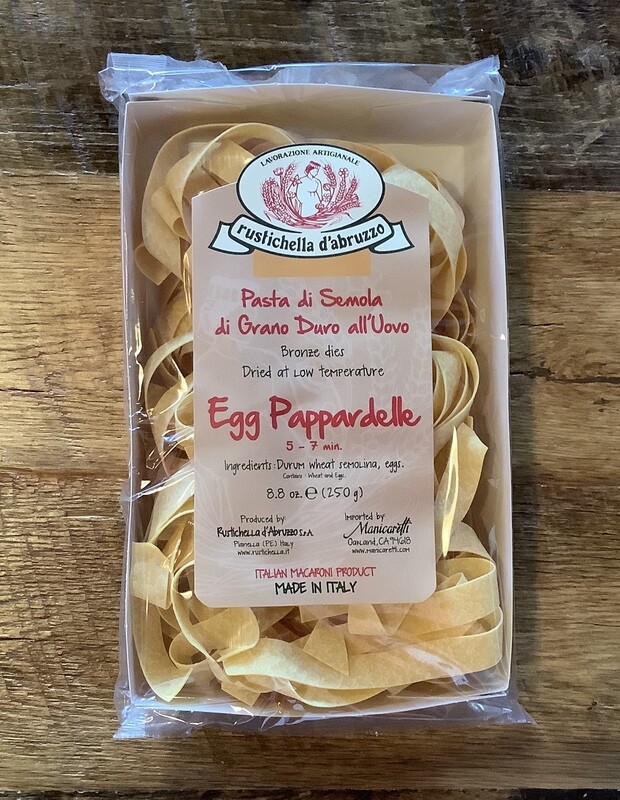 LAVORAZIONE ARTIGIANALE
rustichella d'abruzzo
Pasta di Semola
di Grano Duro all'Uovo
Bronze dies
Dried at low temperature
Egg Pappardelle
5 - 7 min.
Ingredients: Durum wheat semolina, eggs.
Contains: Wheat and Eggs.
8.8 oz. ℮ (250 g)
Produced by:
Rustichella d'Abruzzo S.p.A.
Pianella (PE) Italy
www.rustichella.it
Imported by:
Manicaretti
Oakland, CA 94618
www.manicaretti.com
ITALIAN MACARONI PRODUCT
MADE IN ITALY